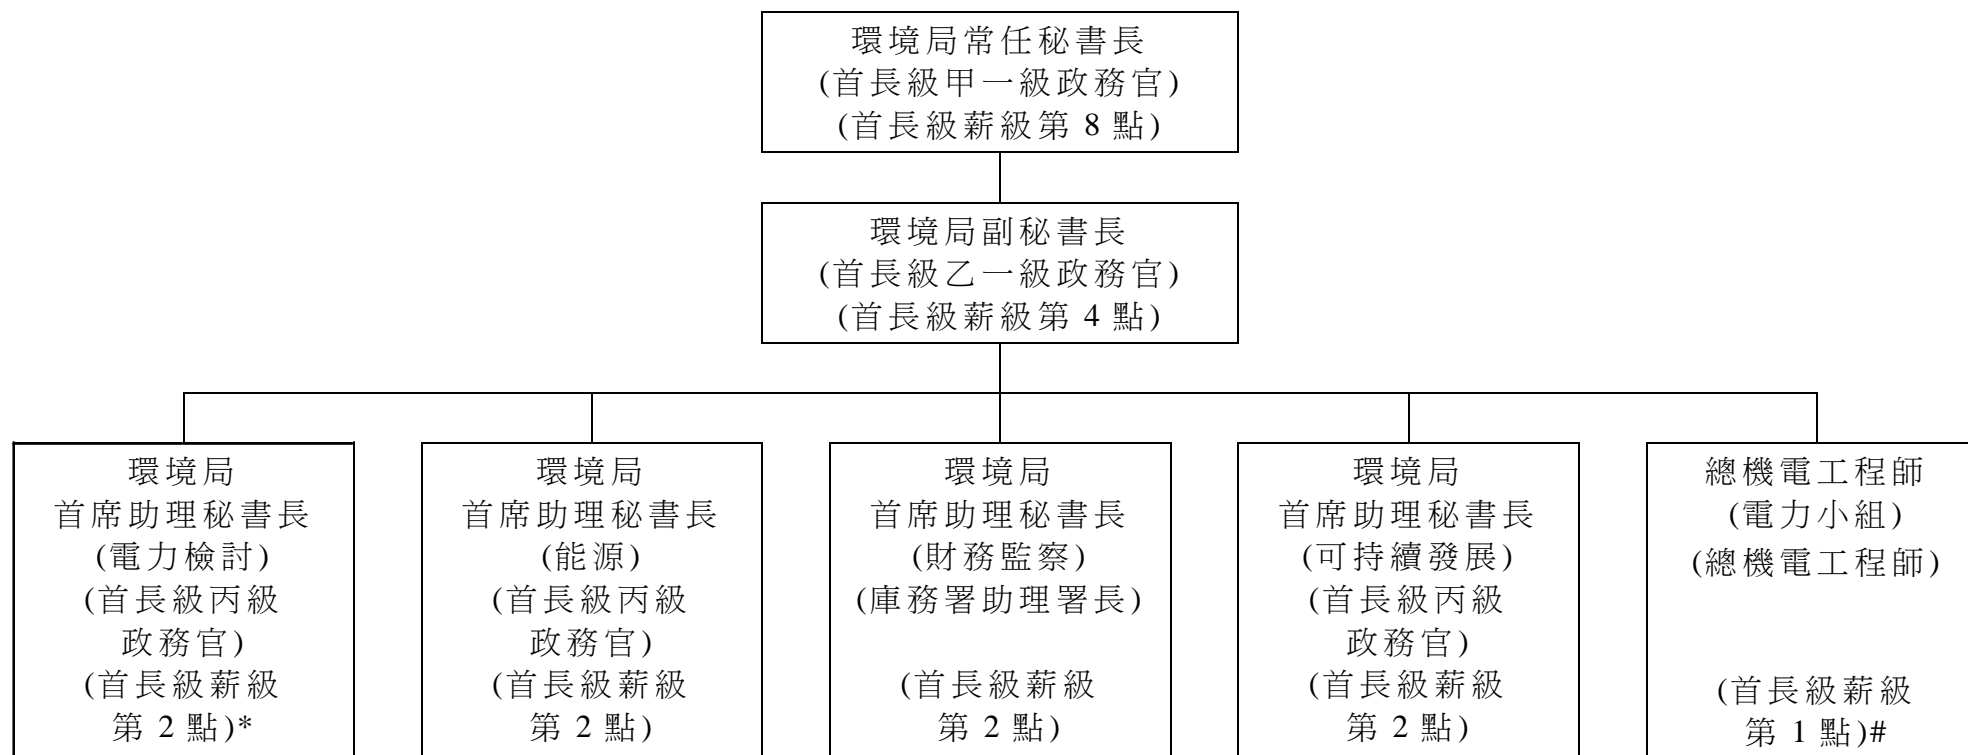 環境局常任秘書長
(首長級甲一級政務官)
(首長級薪級第 8 點)
環境局副秘書長
(首長級乙一級政務官)
(首長級薪級第 4 點)
環境局
首席助理秘書長
(電力檢討)
(首長級丙級
政務官)
(首長級薪級
第 2 點)*
環境局
首席助理秘書長
(能源)
(首長級丙級
政務官)
(首長級薪級
第 2 點)
環境局
首席助理秘書長
(財務監察)
(庫務署助理署長)
(首長級薪級
第 2 點)
環境局
首席助理秘書長
(可持續發展)
(首長級丙級
政務官)
(首長級薪級
第 2 點)
總機電工程師
(電力小組)
(總機電工程師)
(首長級薪級
第 1 點)#